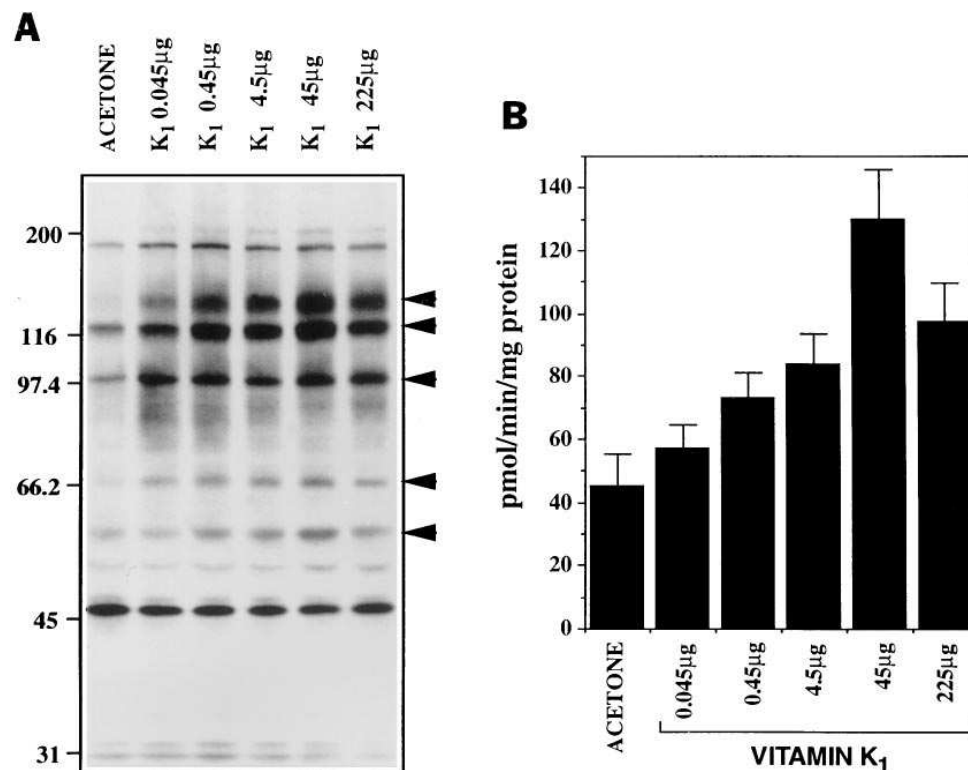 A
ACETONE
K₁ 0.045µg
K₁ 0.45µg
K₁ 4.5µg
K₁ 45µg
K₁ 225µg
200
116
97.4
66.2
45
31
B
pmol/min/mg protein
140
120
100
80
60
40
20
0
ACETONE
0.045µg
0.45µg
4.5µg
45µg
225µg
VITAMIN K₁